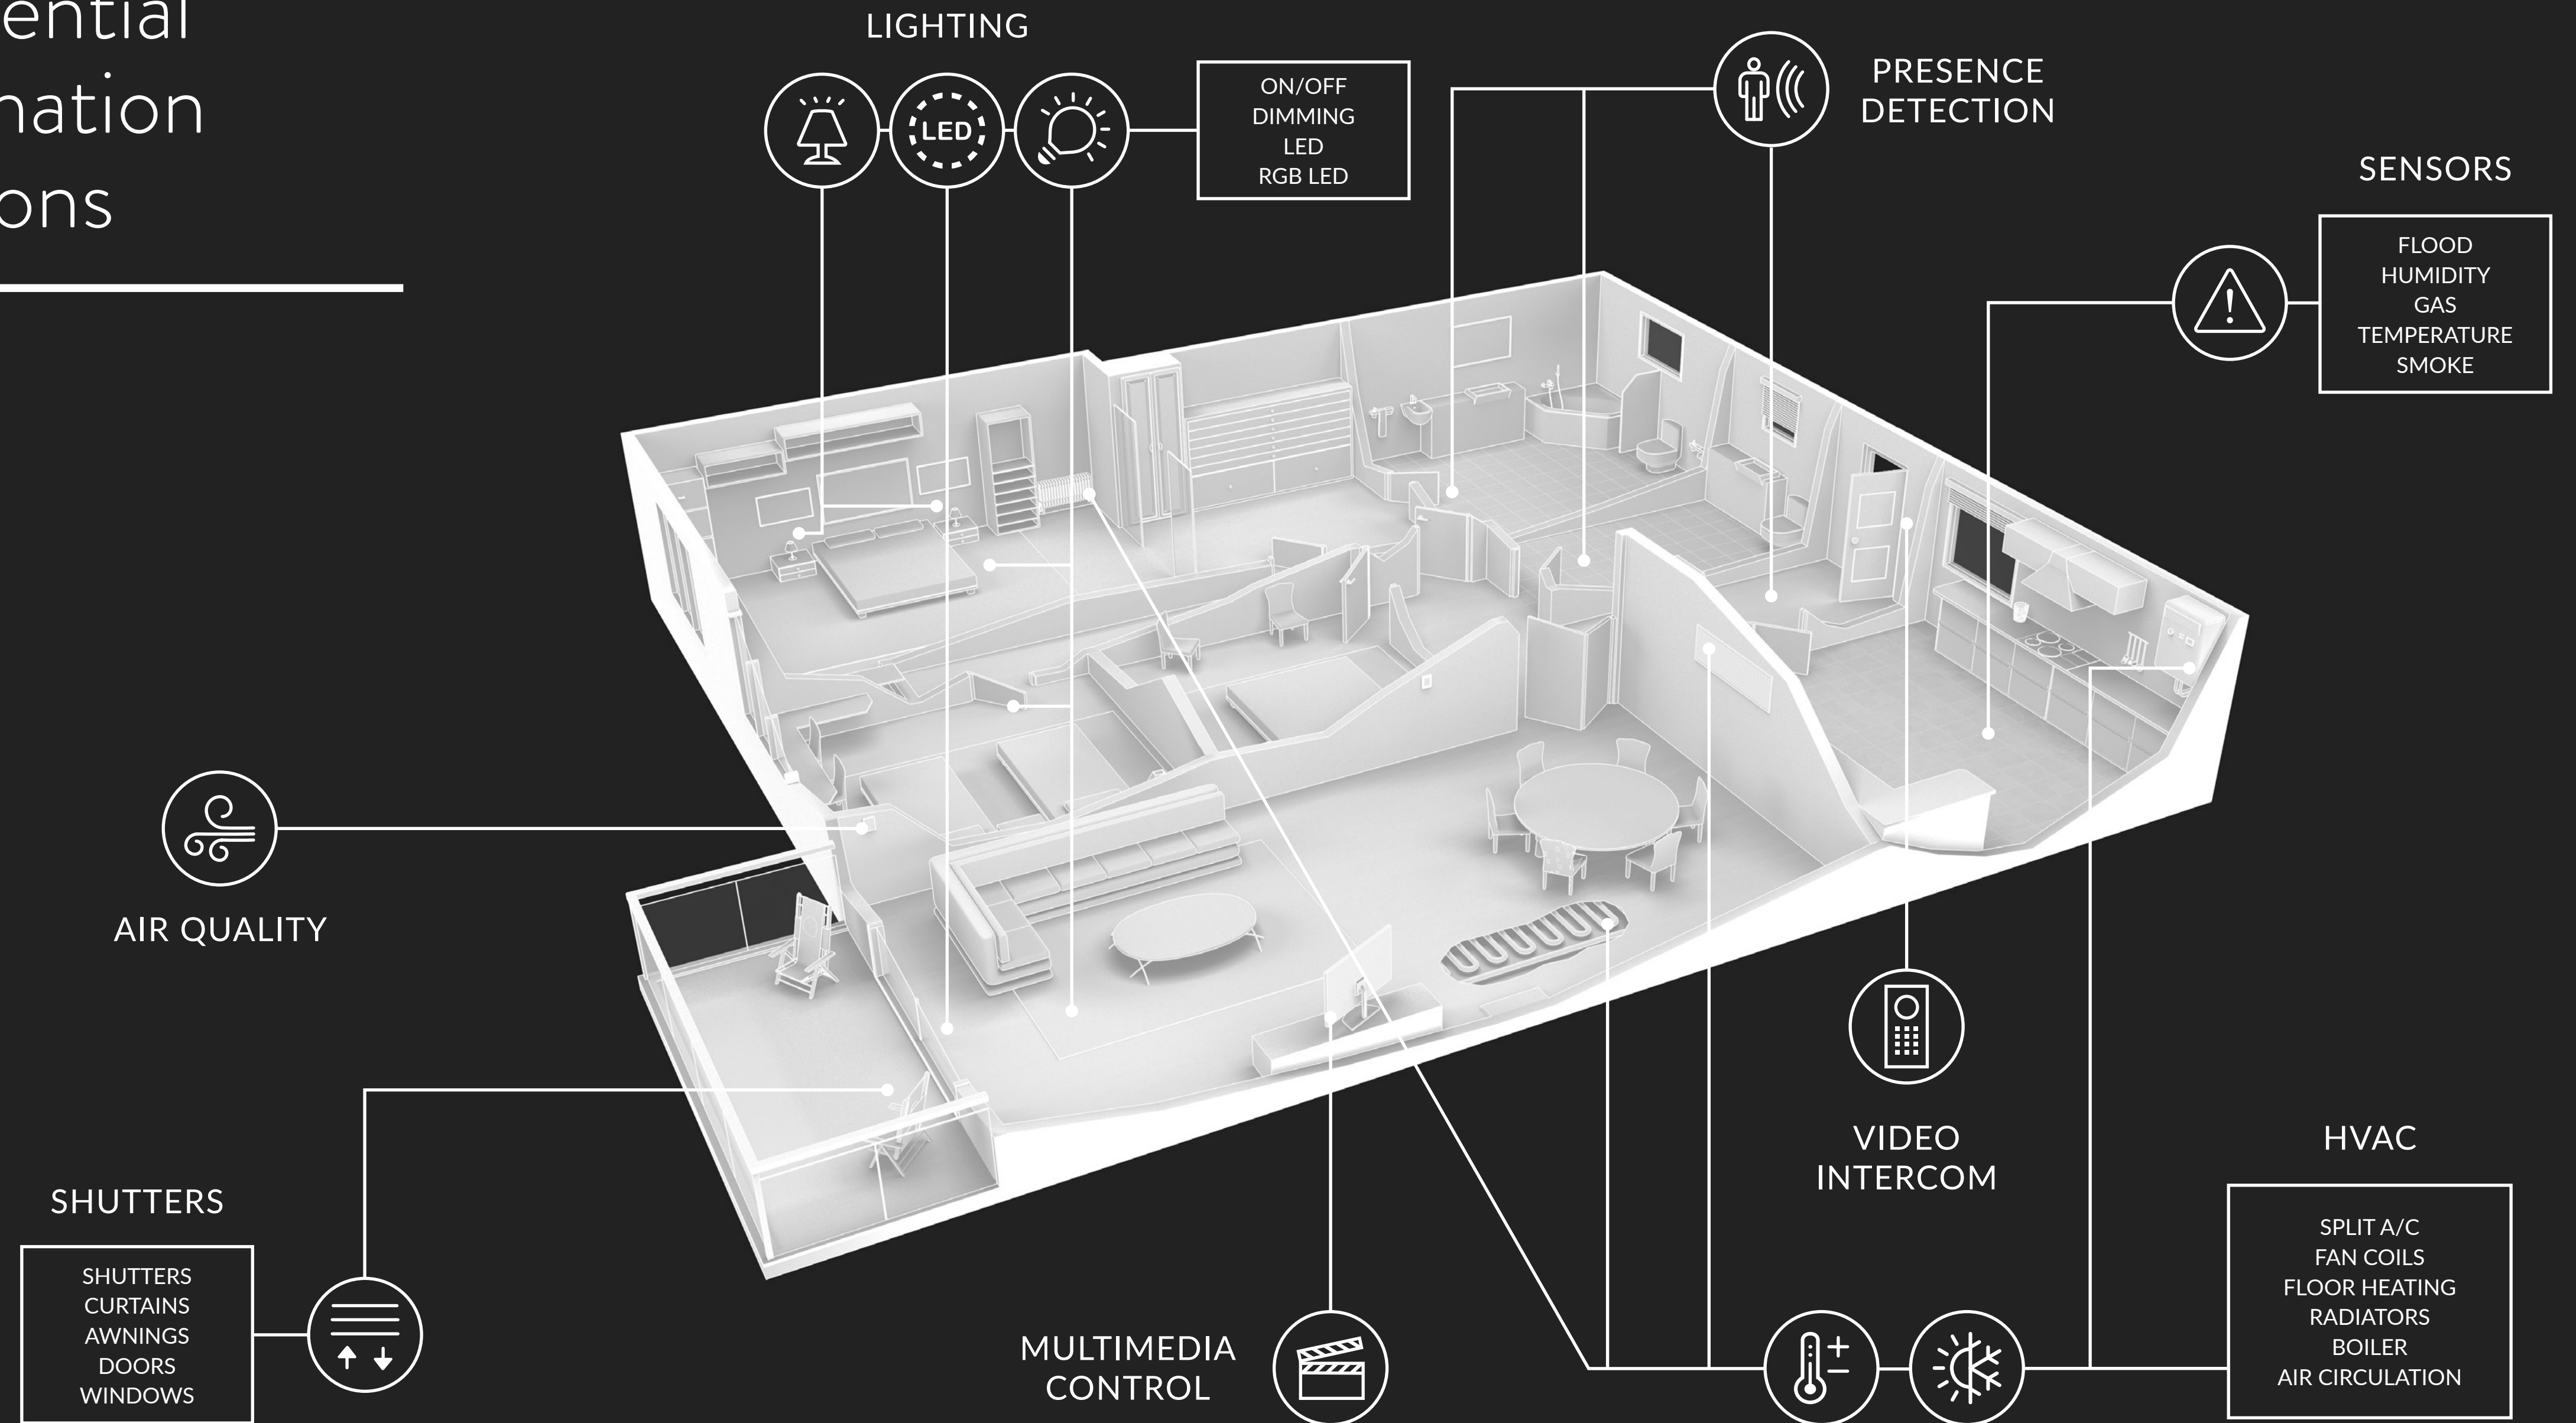 ential
nation
ons
LIGHTING
LED
ON/OFF
DIMMING
LED
RGB LED
PRESENCE
DETECTION
SENSORS
FLOOD
HUMIDITY
GAS
TEMPERATURE
SMOKE
AIR QUALITY
SHUTTERS
SHUTTERS
CURTAINS
AWNINGS
DOORS
WINDOWS
MULTIMEDIA
CONTROL
VIDEO
INTERCOM
HVAC
SPLIT A/C
FAN COILS
FLOOR HEATING
RADIATORS
BOILER
AIR CIRCULATION